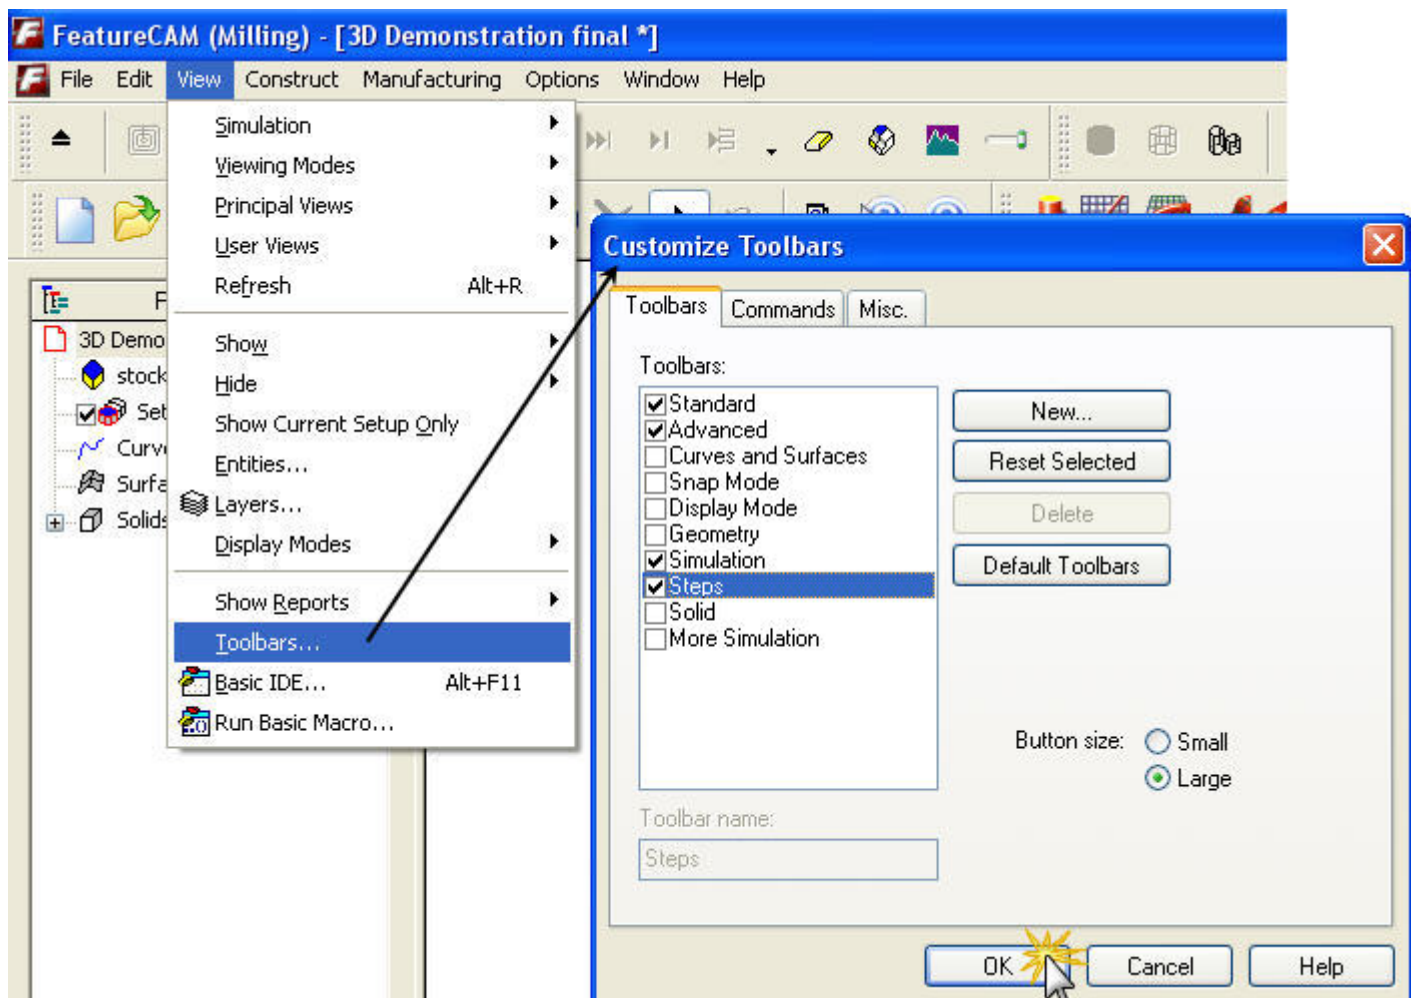 FeatureCAM (Milling) - [3D Demonstration final *]
File Edit View Construct Manufacturing Options Window Help
Simulation
Viewing Modes
Principal Views
User Views
Refresh Alt+R
Show
Hide
Show Current Setup Only
Entities...
Layers...
Display Modes
Show Reports
Toolbars...
Basic IDE... Alt+F11
Run Basic Macro...
F
3D Demo
stock
Set
Curv
Surfa
Solids
Customize Toolbars
Toolbars Commands Misc.
Toolbars:
Standard
Advanced
Curves and Surfaces
Snap Mode
Display Mode
Geometry
Simulation
Steps
Solid
More Simulation
New...
Reset Selected
Delete
Default Toolbars
Button size: Small
Large
Toolbar name:
Steps
OK Cancel Help